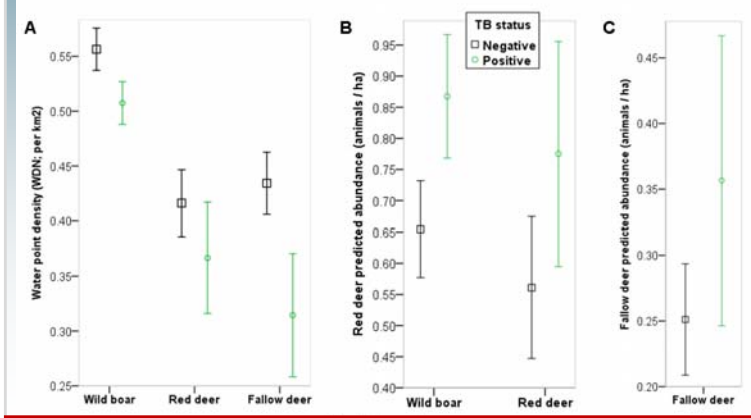 A
Water point density (WDN; per km2)
0.55
0.50
0.45
0.40
0.35
0.30
0.25
Wild boar Red deer Fallow deer
B
Red deer predicted abundance (animals / ha)
0.95
0.90
0.85
0.80
0.75
0.70
0.65
0.60
0.55
0.50
0.45
0.40
Wild boar Red deer
TB status
Negative
Positive
C
Fallow deer predicted abundance (animals / ha)
0.45
0.40
0.35
0.30
0.25
0.20
Fallow deer